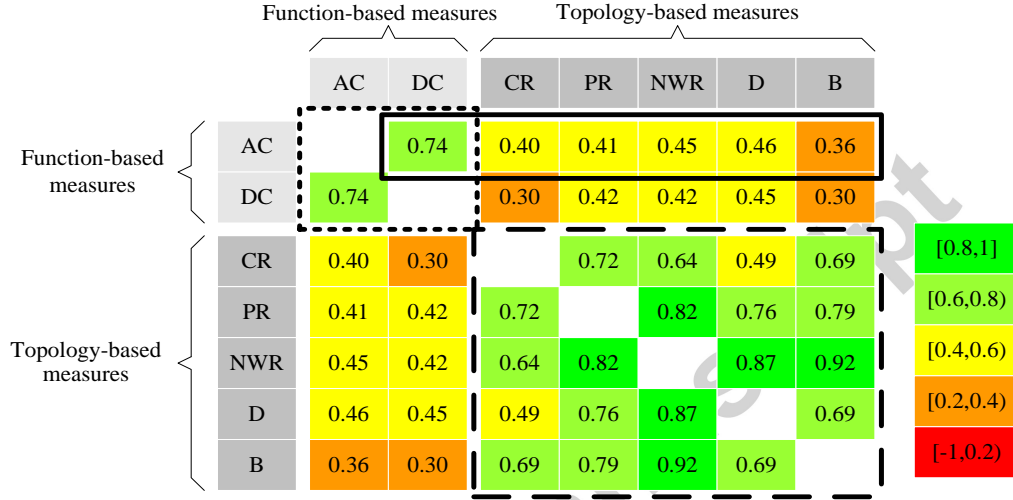 Function-based measures Topology-based measures
AC DC CR PR NWR D B
Function-based
measures
AC 0.74 0.40 0.41 0.45 0.46 0.36
DC 0.74 0.30 0.42 0.42 0.45 0.30
Topology-based
measures
CR 0.40 0.30 0.72 0.64 0.49 0.69
PR 0.41 0.42 0.72 0.82 0.76 0.79
NWR 0.45 0.42 0.64 0.82 0.87 0.92
D 0.46 0.45 0.49 0.76 0.87 0.69
B 0.36 0.30 0.69 0.79 0.92 0.69
[0.8,1]
[0.6,0.8)
[0.4,0.6)
[0.2,0.4)
[-1,0.2)